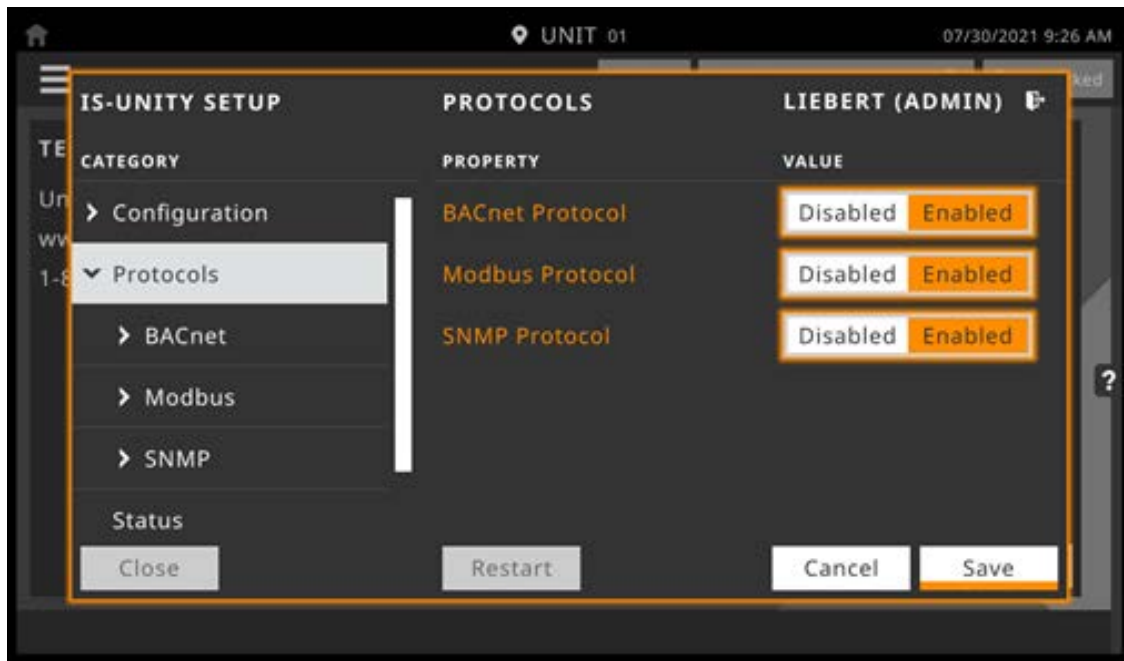 UNIT 01
07/30/2021 9:26 AM
IS-UNITY SETUP
PROTOCOLS
LIEBERT (ADMIN)
CATEGORY
PROPERTY
VALUE
Configuration
BACnet Protocol
Disabled Enabled
Protocols
Modbus Protocol
Disabled Enabled
BACnet
SNMP Protocol
Disabled Enabled
Modbus
?
SNMP
Status
Close
Restart
Cancel
Save